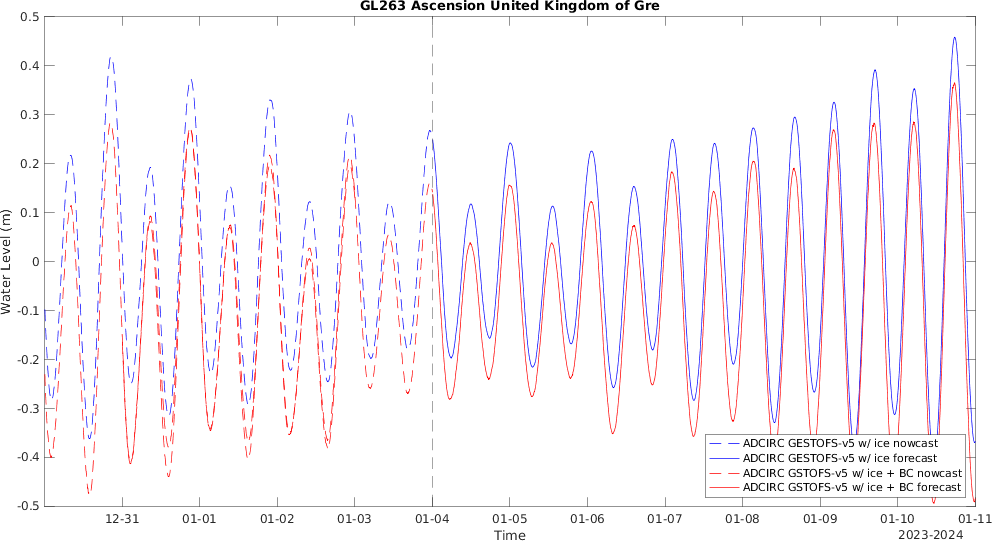 GL263 Ascension United Kingdom of Gre
0.5
0.4
0.3
0.2
0.1
0
-0.1
-0.2
-0.3
-0.4
-0.5
Water Level (m)
ADCIRC GESTOFS-v5 w/ ice nowcast
ADCIRC GESTOFS-v5 w/ ice forecast
ADCIRC GSTOFS-v5 w/ ice + BC nowcast
ADCIRC GSTOFS-v5 w/ ice + BC forecast
12-31 01-01 01-02 01-03 01-04 01-05 01-06 01-07 01-08 01-09 01-10 01-11
Time
2023-2024